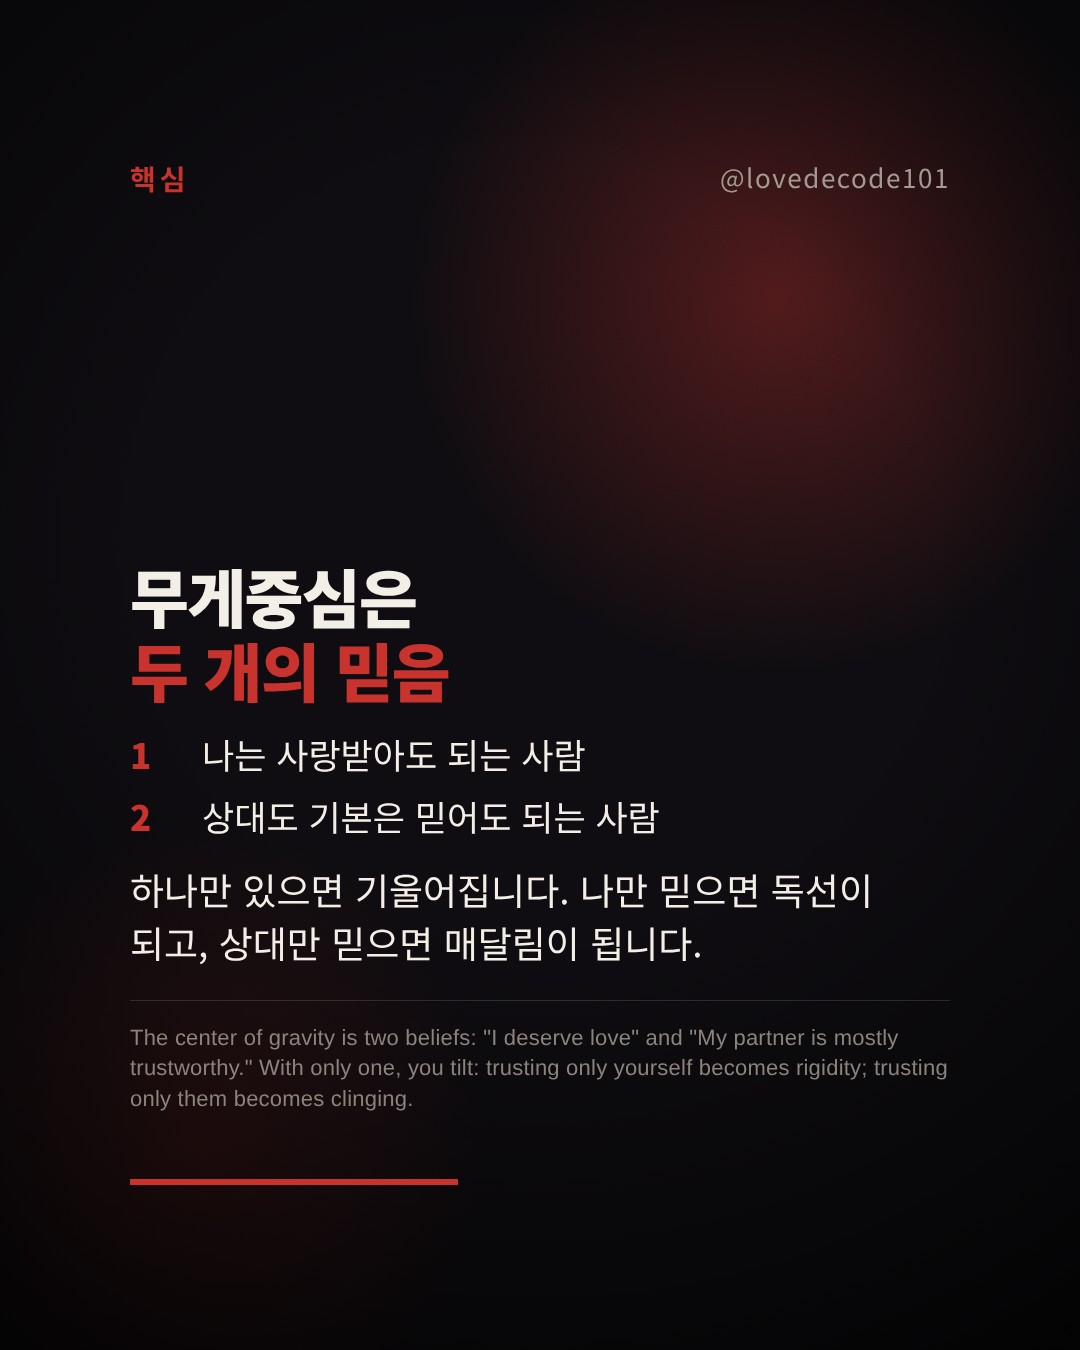 핵심
@lovedecode101
무게중심은
두 개의 믿음
1 나는 사랑받아도 되는 사람
2 상대도 기본은 믿어도 되는 사람
하나만 있으면 기울어집니다. 나만 믿으면 독선이
되고, 상대만 믿으면 매달림이 됩니다.
The center of gravity is two beliefs: "I deserve love" and "My partner is mostly
trustworthy." With only one, you tilt: trusting only yourself becomes rigidity; trusting
only them becomes clinging.